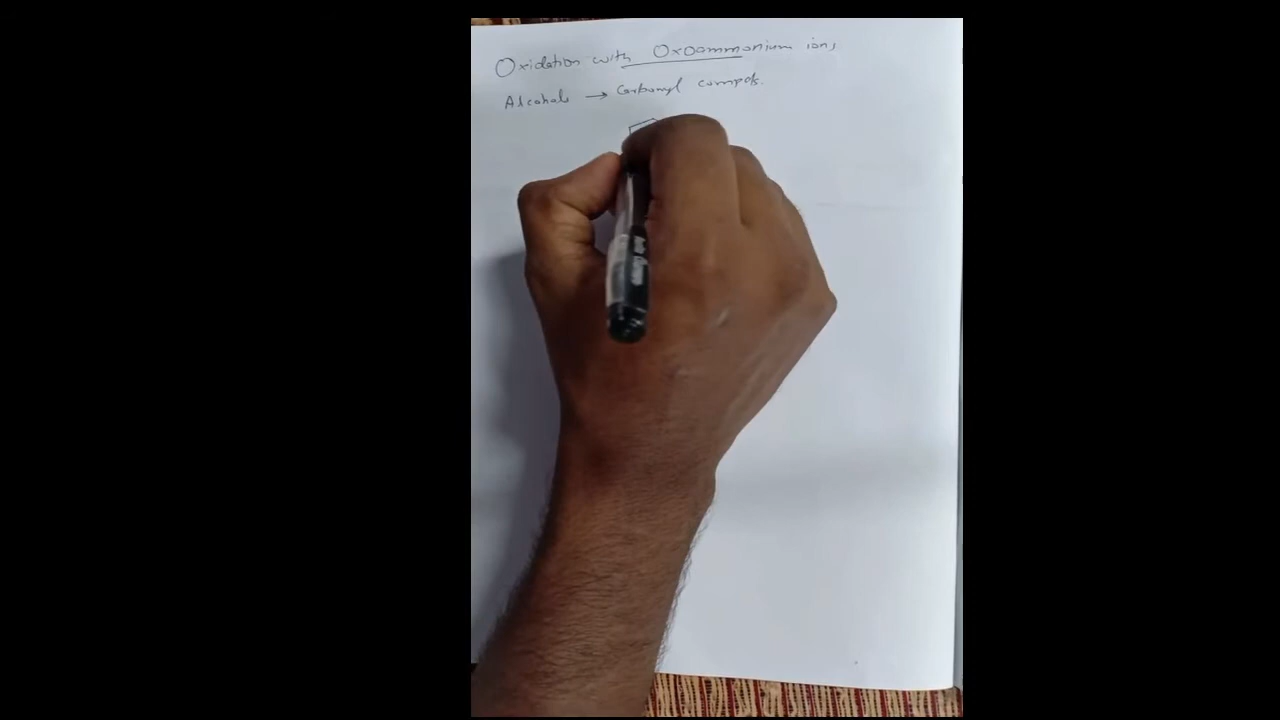 Oxidation with Oxoammonium ions
Alcohols → Carbonyl compds.